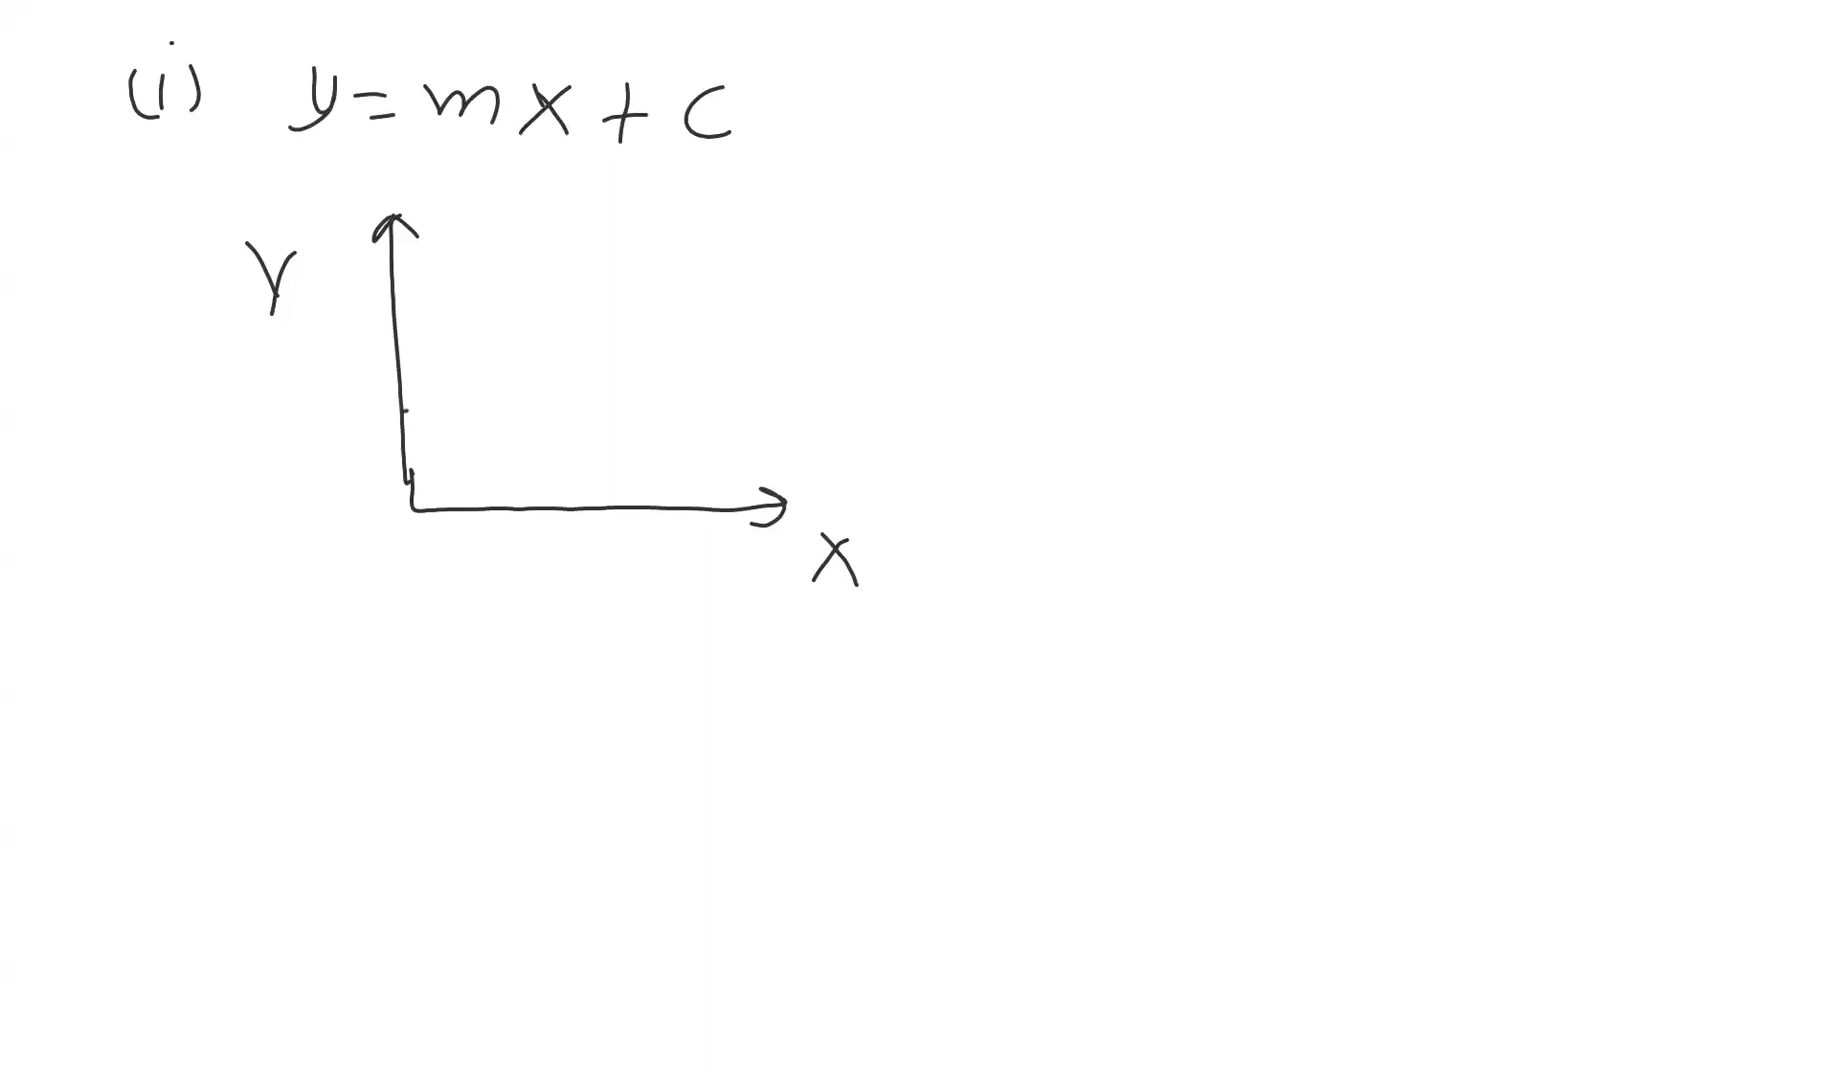 (i) y = mx + c
Y
X